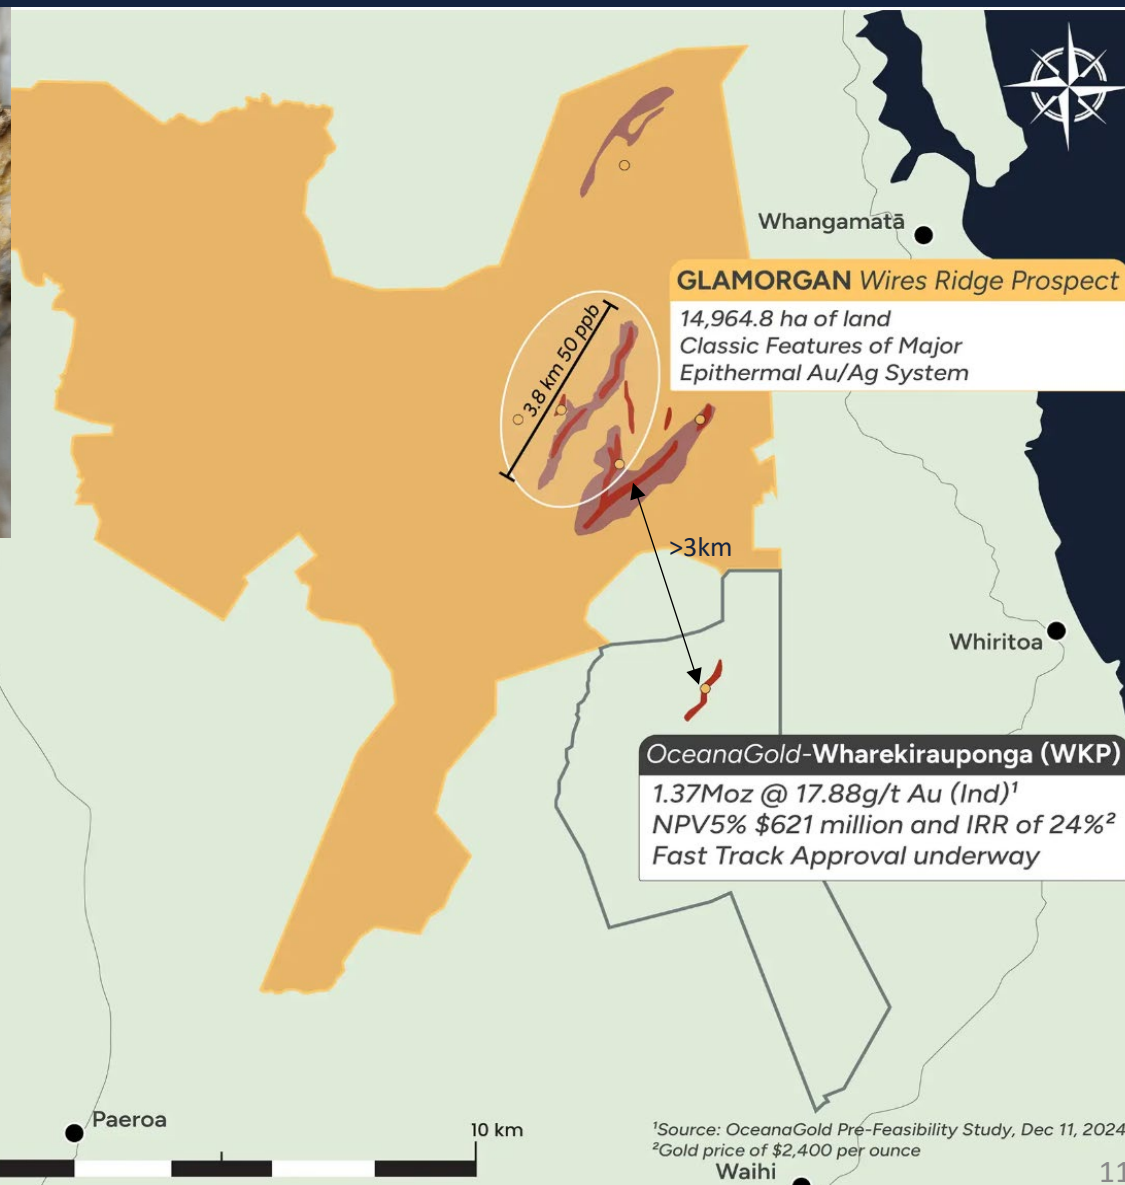 Whangamatā
GLAMORGAN Wires Ridge Prospect
14,964.8 ha of land
Classic Features of Major
Epithermal Au/Ag System
3.8 km 50 ppb
>3km
Whiritoa
OceanaGold-Wharekirauponga (WKP)
1.37Moz @ 17.88g/t Au (Ind)¹
NPV5% $621 million and IRR of 24%²
Fast Track Approval underway
Paeroa
10 km
¹Source: OceanaGold Pre-Feasibility Study, Dec 11, 2024
²Gold price of $2,400 per ounce
Waihi
11